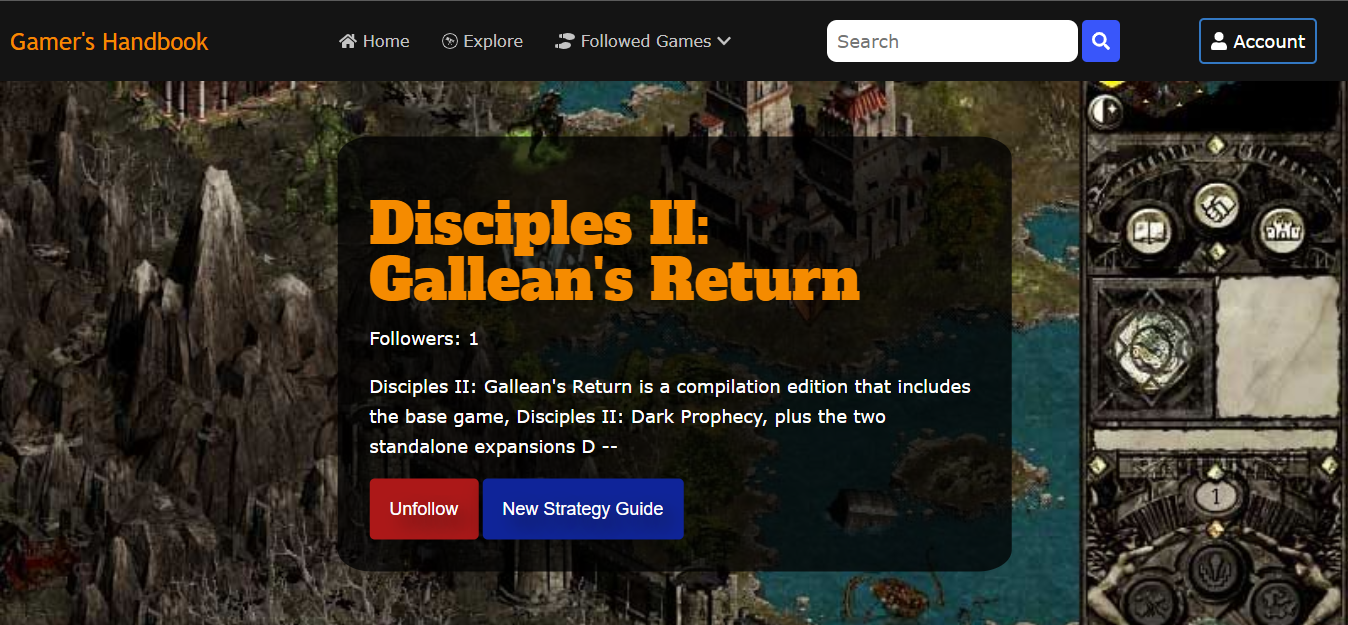 Gamer's Handbook
Home
Explore
Followed Games
Search
Account
Disciples II:
Gallean's Return
Followers: 1
Disciples II: Gallean's Return is a compilation edition that includes
the base game, Disciples II: Dark Prophecy, plus the two
standalone expansions D --
Unfollow
New Strategy Guide
1